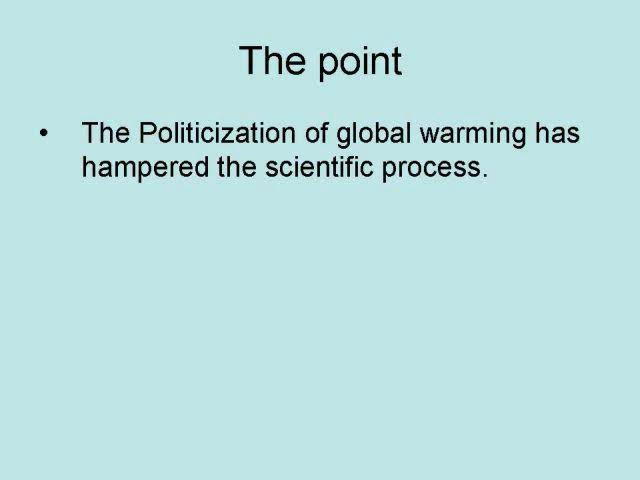 The point
• The Politicization of global warming has
hampered the scientific process.